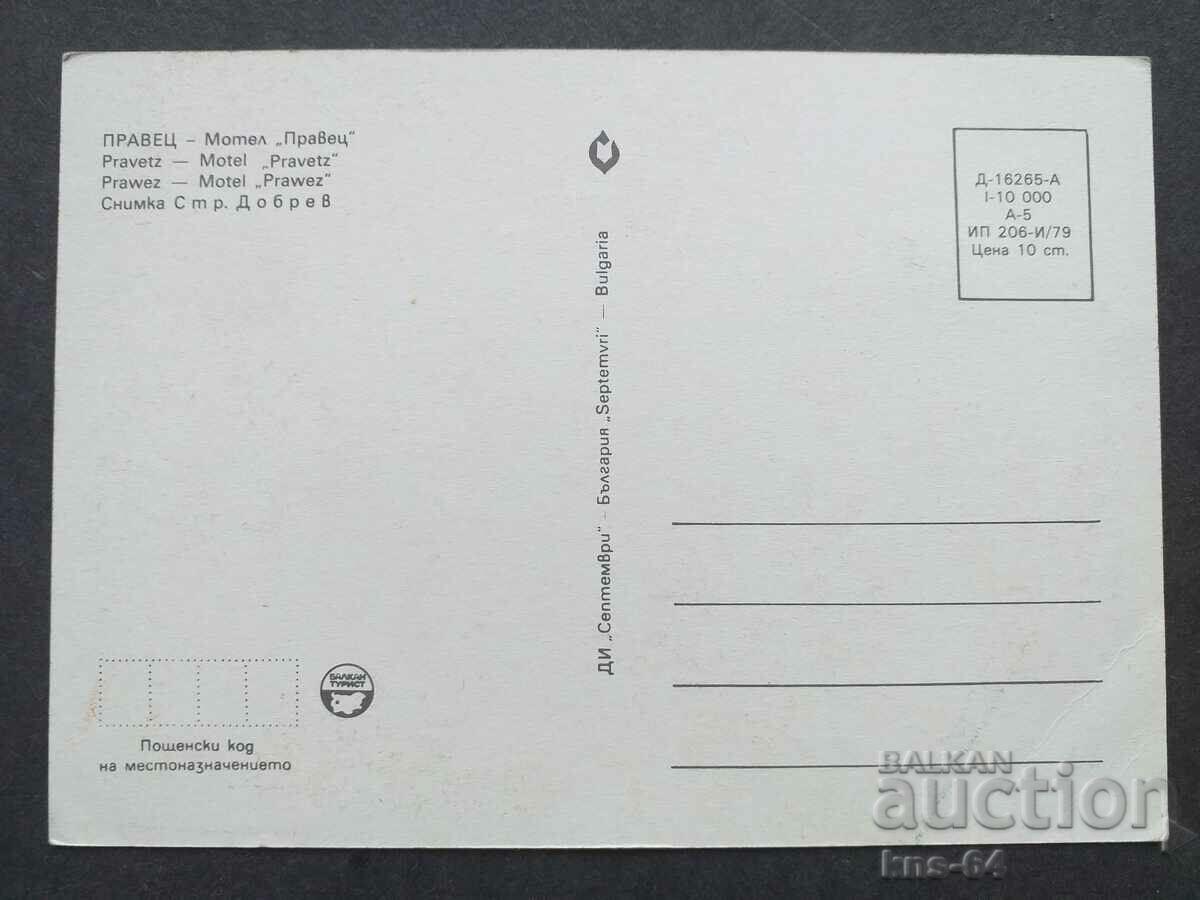 ПРАВЕЦ – Мотел „Правец“
Pravetz — Motel „Pravetz“
Prawez — Motel „Prawez“
Снимка Стр. Добрев
ДИ „Септември“ - България „Septemvri“ — Bulgaria
Д-16265-А
I-10 000
А-5
ИП 206-И/79
Цена 10 ст.
БАЛКАН
ТУРИСТ
Пощенски код
на местоназначението
BALKAN
auction
kns-64